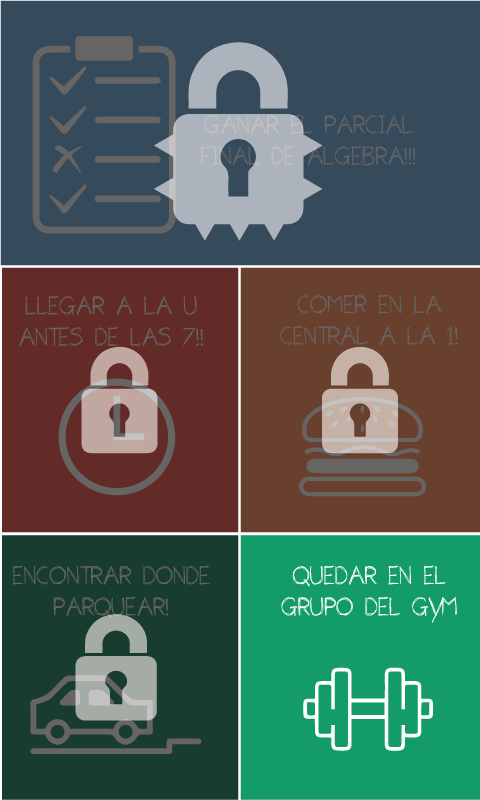 GANAR EL PARCIAL
FINAL DE ALGEBRA!!!
LLEGAR A LA U
ANTES DE LAS 7!!
COMER EN LA
CENTRAL A LA 1!
ENCONTRAR DONDE
PARQUEAR!
QUEDAR EN EL
GRUPO DEL GYM